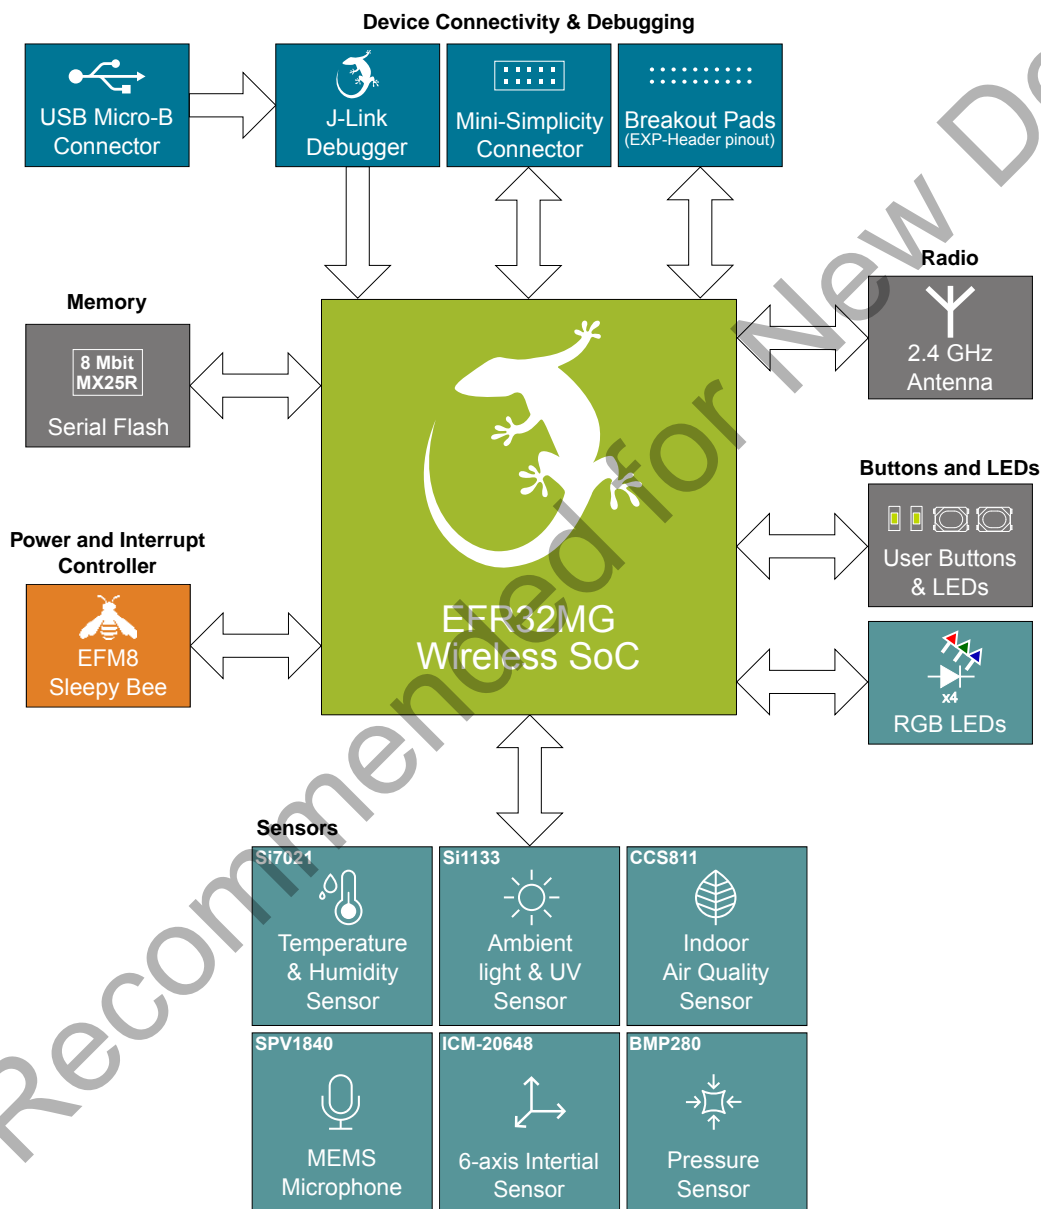 Device Connectivity & Debugging
USB Micro-B
Connector
J-Link
Debugger
Mini-Simplicity
Connector
Breakout Pads
(EXP-Header pinout)
Radio
2.4 GHz
Antenna
Memory
8 Mbit
MX25R
Serial Flash
Buttons and LEDs
User Buttons
& LEDs
Power and Interrupt
Controller
EFM8
Sleepy Bee
EFR32MG
Wireless SoC
x4
RGB LEDs
Sensors
Si7021
Temperature
& Humidity
Sensor
Si1133
Ambient
light & UV
Sensor
CCS811
Indoor
Air Quality
Sensor
SPV1840
MEMS
Microphone
ICM-20648
6-axis Intertial
Sensor
BMP280
Pressure
Sensor
Recommended for New